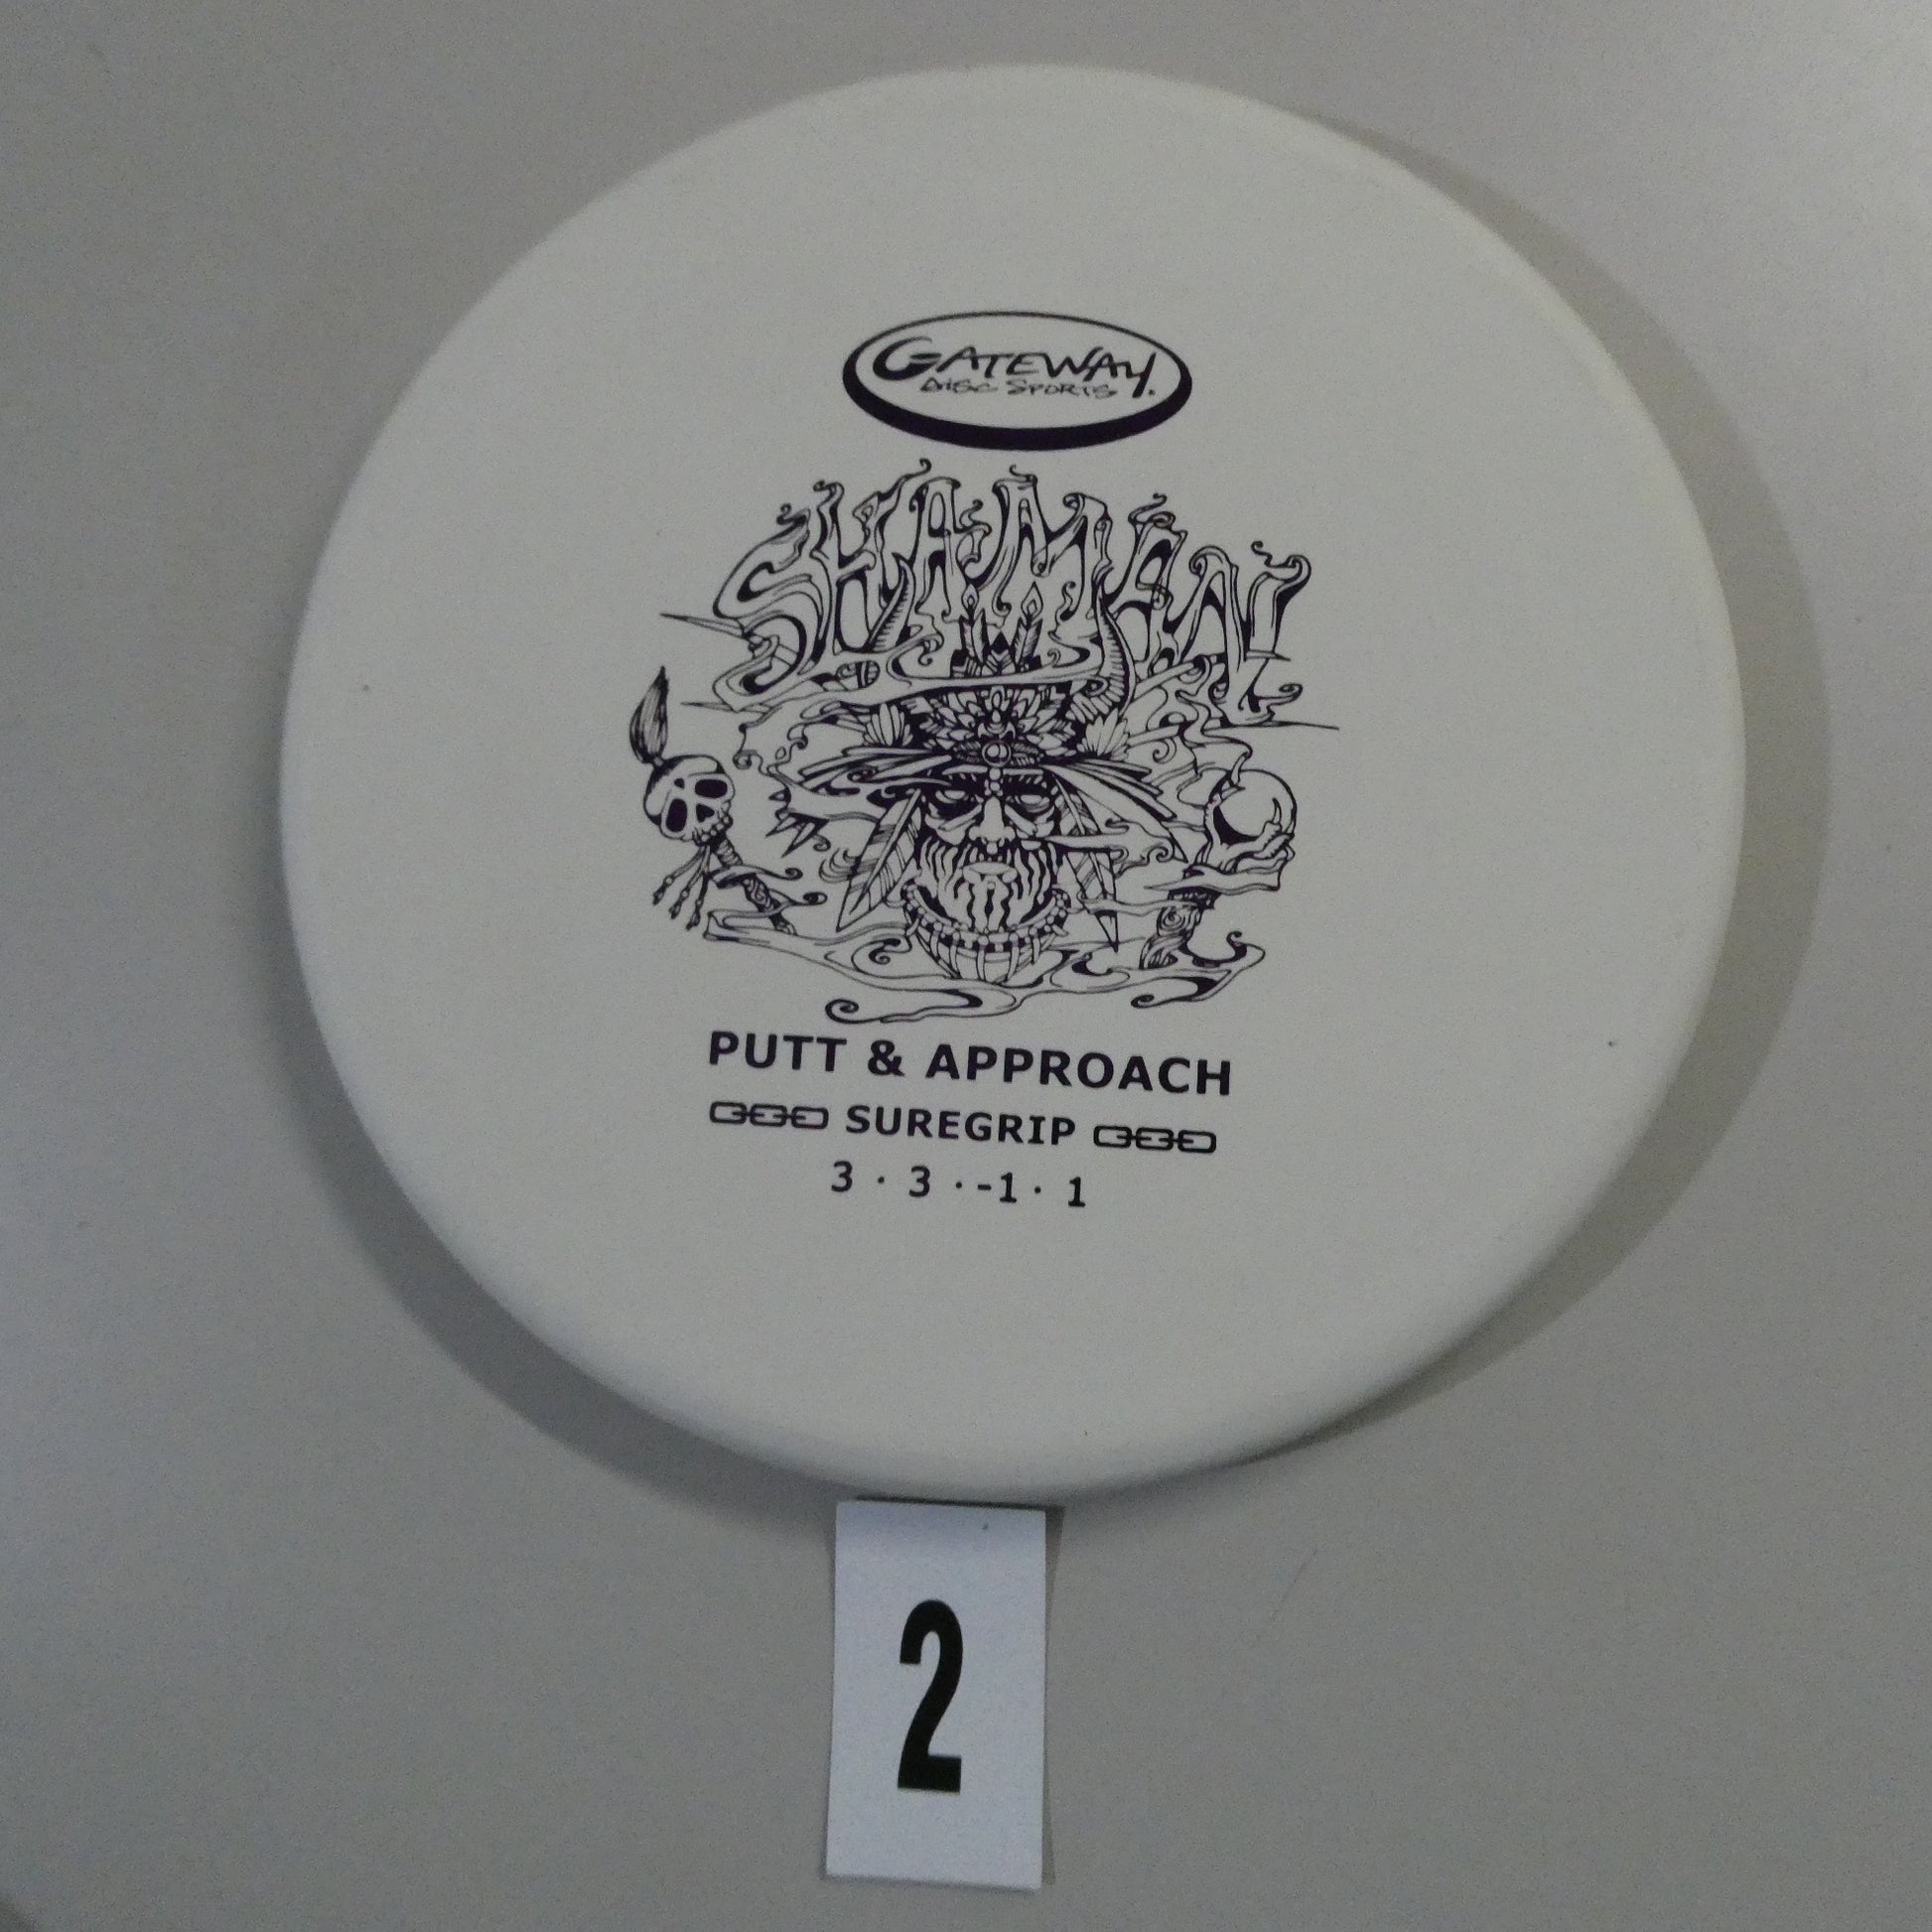 GATEWAY
DISC SPORTS
SHAMAN
PUTT & APPROACH
SUREGRIP
3 · 3 · -1 · 1
2